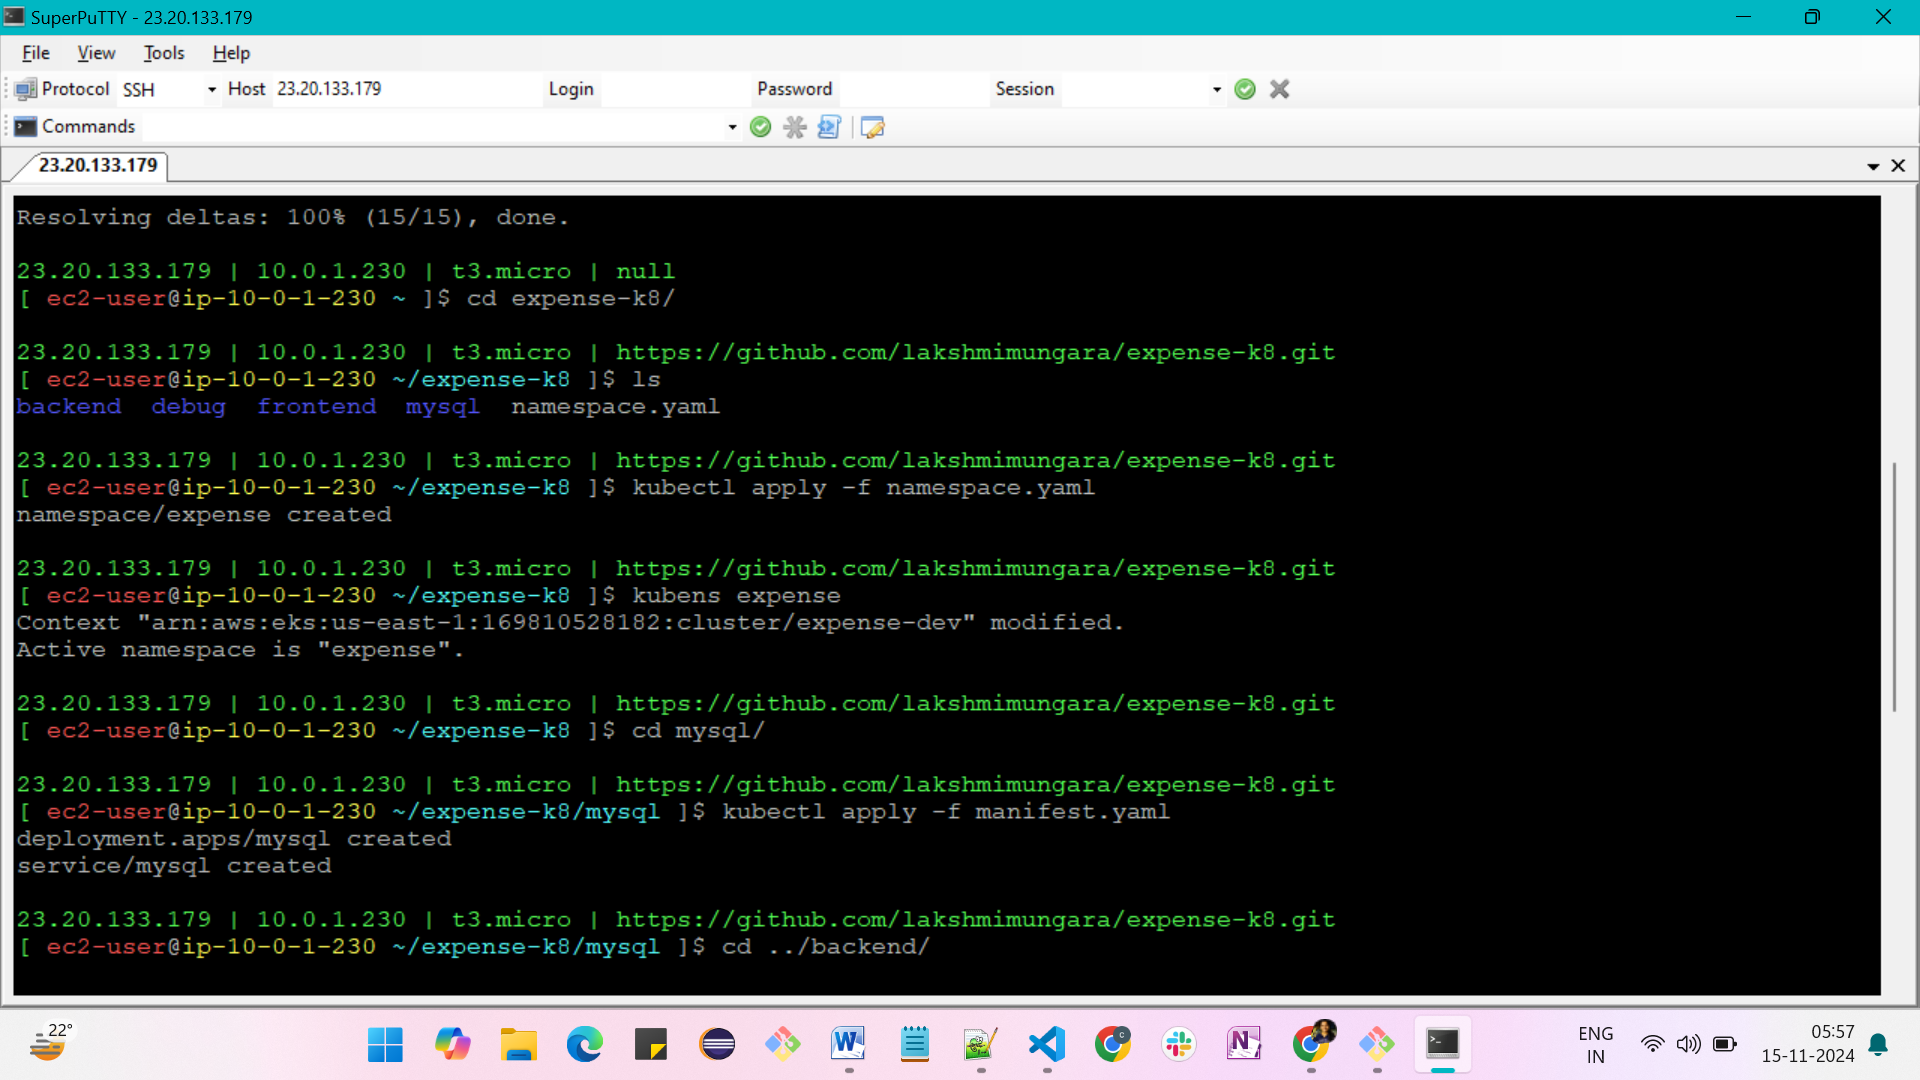 SuperPuTTY - 23.20.133.179
File View Tools Help
Protocol SSH Host 23.20.133.179 Login Password Session
Commands
23.20.133.179
Resolving deltas: 100% (15/15), done.
23.20.133.179 | 10.0.1.230 | t3.micro | null
[ ec2-user@ip-10-0-1-230 ~ ]$ cd expense-k8/
23.20.133.179 | 10.0.1.230 | t3.micro | https://github.com/lakshmimungara/expense-k8.git
[ ec2-user@ip-10-0-1-230 ~/expense-k8 ]$ ls
backend debug frontend mysql namespace.yaml
23.20.133.179 | 10.0.1.230 | t3.micro | https://github.com/lakshmimungara/expense-k8.git
[ ec2-user@ip-10-0-1-230 ~/expense-k8 ]$ kubectl apply -f namespace.yaml
namespace/expense created
23.20.133.179 | 10.0.1.230 | t3.micro | https://github.com/lakshmimungara/expense-k8.git
[ ec2-user@ip-10-0-1-230 ~/expense-k8 ]$ kubens expense
Context "arn:aws:eks:us-east-1:169810528182:cluster/expense-dev" modified.
Active namespace is "expense".
23.20.133.179 | 10.0.1.230 | t3.micro | https://github.com/lakshmimungara/expense-k8.git
[ ec2-user@ip-10-0-1-230 ~/expense-k8 ]$ cd mysql/
23.20.133.179 | 10.0.1.230 | t3.micro | https://github.com/lakshmimungara/expense-k8.git
[ ec2-user@ip-10-0-1-230 ~/expense-k8/mysql ]$ kubectl apply -f manifest.yaml
deployment.apps/mysql created
service/mysql created
23.20.133.179 | 10.0.1.230 | t3.micro | https://github.com/lakshmimungara/expense-k8.git
[ ec2-user@ip-10-0-1-230 ~/expense-k8/mysql ]$ cd ../backend/
22°
ENG
IN
05:57
15-11-2024